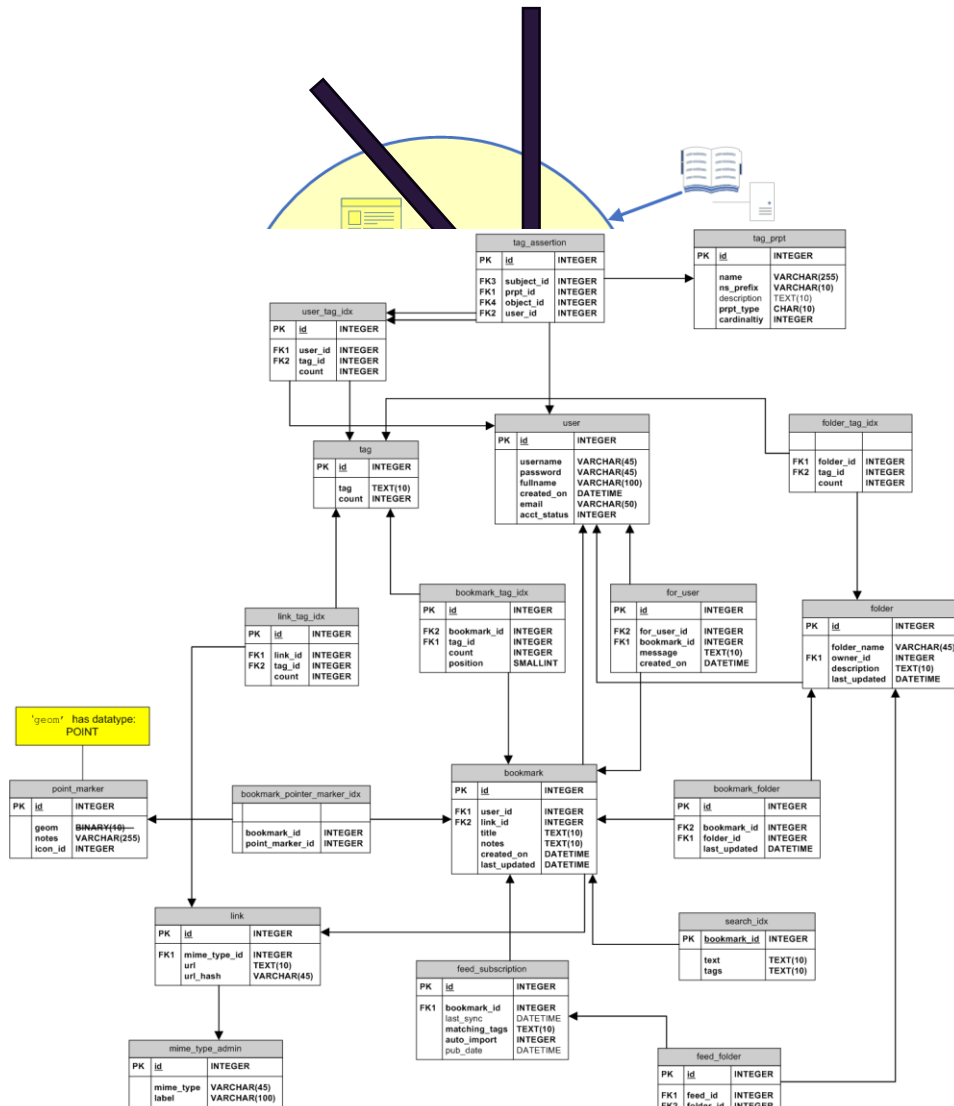 tag_assertion
PK id INTEGER
FK3 subject_id INTEGER
FK1 prpt_id INTEGER
FK4 object_id INTEGER
FK2 user_id INTEGER
tag_prpt
PK id INTEGER
name VARCHAR(255)
ns_prefix VARCHAR(10)
description TEXT(10)
prpt_type CHAR(10)
cardinaltiy INTEGER
user_tag_idx
PK id INTEGER
FK1 user_id INTEGER
FK2 tag_id INTEGER
count INTEGER
tag
PK id INTEGER
tag TEXT(10)
count INTEGER
user
PK id INTEGER
username VARCHAR(45)
password VARCHAR(45)
fullname VARCHAR(100)
created_on DATETIME
email VARCHAR(50)
acct_status INTEGER
folder_tag_idx
FK1 folder_id INTEGER
FK2 tag_id INTEGER
count INTEGER
link_tag_idx
PK id INTEGER
FK1 link_id INTEGER
FK2 tag_id INTEGER
count INTEGER
bookmark_tag_idx
PK id INTEGER
FK2 bookmark_id INTEGER
FK1 tag_id INTEGER
count INTEGER
position SMALLINT
for_user
PK id INTEGER
FK2 for_user_id INTEGER
FK1 bookmark_id INTEGER
message TEXT(10)
created_on DATETIME
folder
PK id INTEGER
folder_name VARCHAR(45)
FK1 owner_id INTEGER
description TEXT(10)
last_updated DATETIME
'geom' has datatype:
POINT
point_marker
PK id INTEGER
geom BINARY(10)
notes VARCHAR(255)
icon_id INTEGER
bookmark_pointer_marker_idx
bookmark_id INTEGER
point_marker_id INTEGER
bookmark
PK id INTEGER
FK1 user_id INTEGER
FK2 link_id INTEGER
title TEXT(10)
notes TEXT(10)
created_on DATETIME
last_updated DATETIME
bookmark_folder
PK id INTEGER
FK2 bookmark_id INTEGER
FK1 folder_id INTEGER
last_updated DATETIME
link
PK id INTEGER
FK1 mime_type_id INTEGER
url TEXT(10)
url_hash VARCHAR(45)
search_idx
PK bookmark_id INTEGER
text TEXT(10)
tags TEXT(10)
feed_subscription
PK id INTEGER
FK1 bookmark_id INTEGER
last_sync DATETIME
matching_tags TEXT(10)
auto_import INTEGER
pub_date DATETIME
mime_type_admin
PK id INTEGER
mime_type VARCHAR(45)
label VARCHAR(100)
feed_folder
PK id INTEGER
FK1 feed_id INTEGER
FK2 folder_id INTEGER